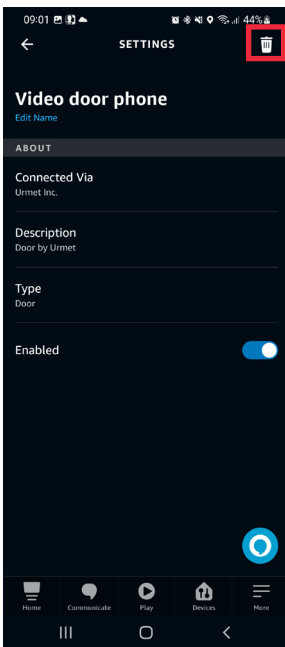 09:01 44%
SETTINGS
Video door phone
Edit Name
ABOUT
Connected Via
Urmet Inc.
Description
Door by Urmet
Type
Door
Enabled
Home Communicate Play Devices More